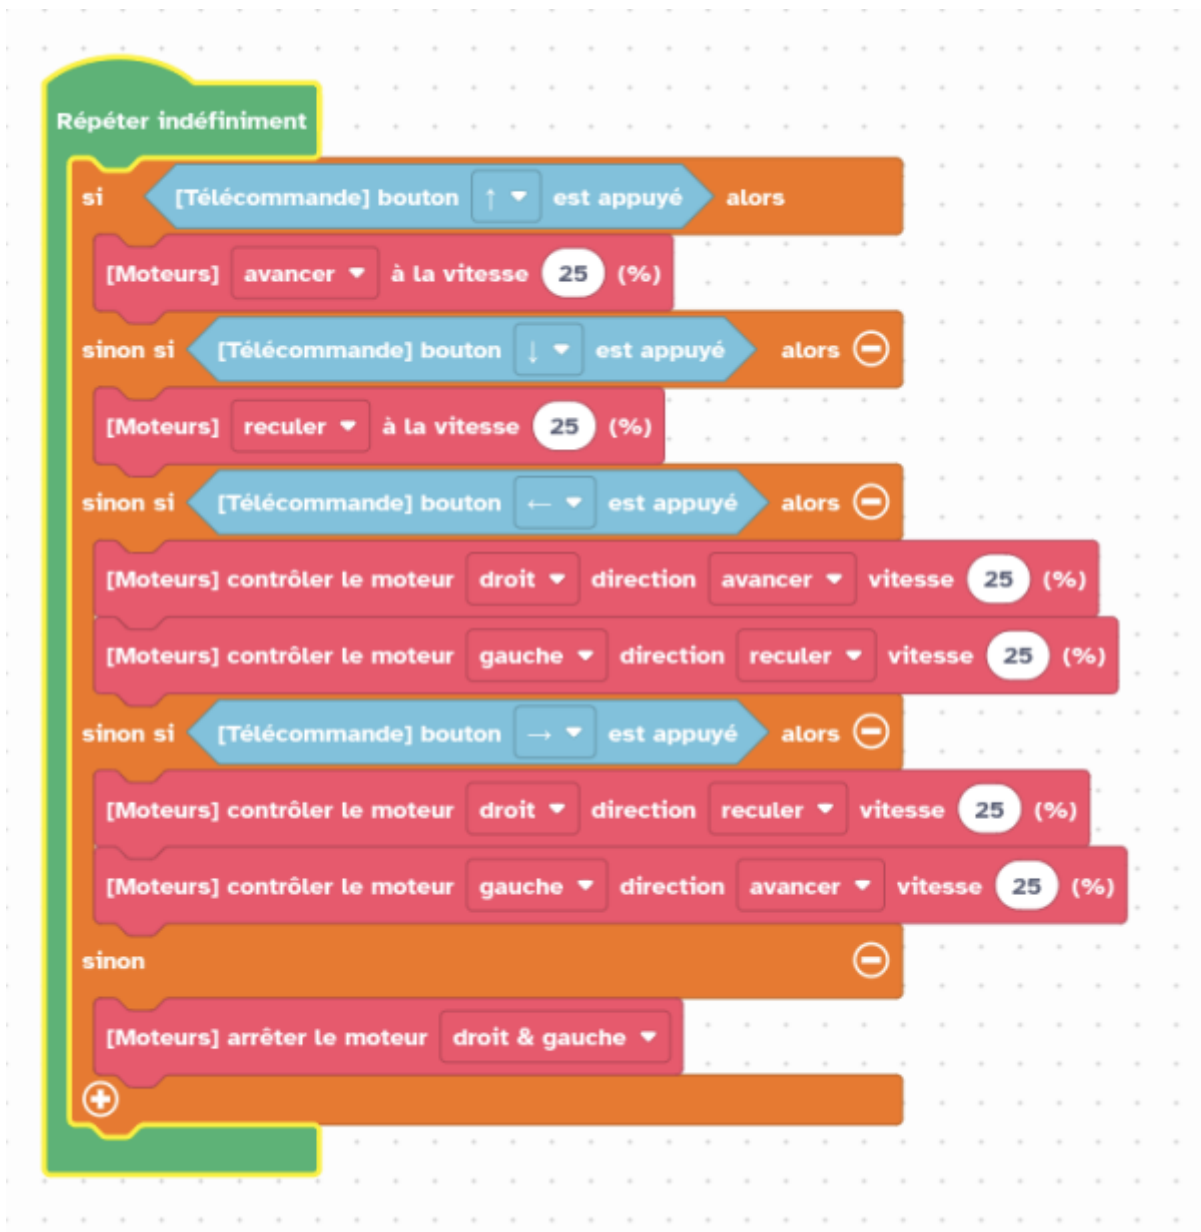 Répéter indéfiniment
si [Télécommande] bouton ↑ est appuyé alors
[Moteurs] avancer à la vitesse 25 (%)
sinon si [Télécommande] bouton ↓ est appuyé alors
[Moteurs] reculer à la vitesse 25 (%)
sinon si [Télécommande] bouton ← est appuyé alors
[Moteurs] contrôler le moteur droit direction avancer vitesse 25 (%)
[Moteurs] contrôler le moteur gauche direction reculer vitesse 25 (%)
sinon si [Télécommande] bouton → est appuyé alors
[Moteurs] contrôler le moteur droit direction reculer vitesse 25 (%)
[Moteurs] contrôler le moteur gauche direction avancer vitesse 25 (%)
sinon
[Moteurs] arrêter le moteur droit & gauche